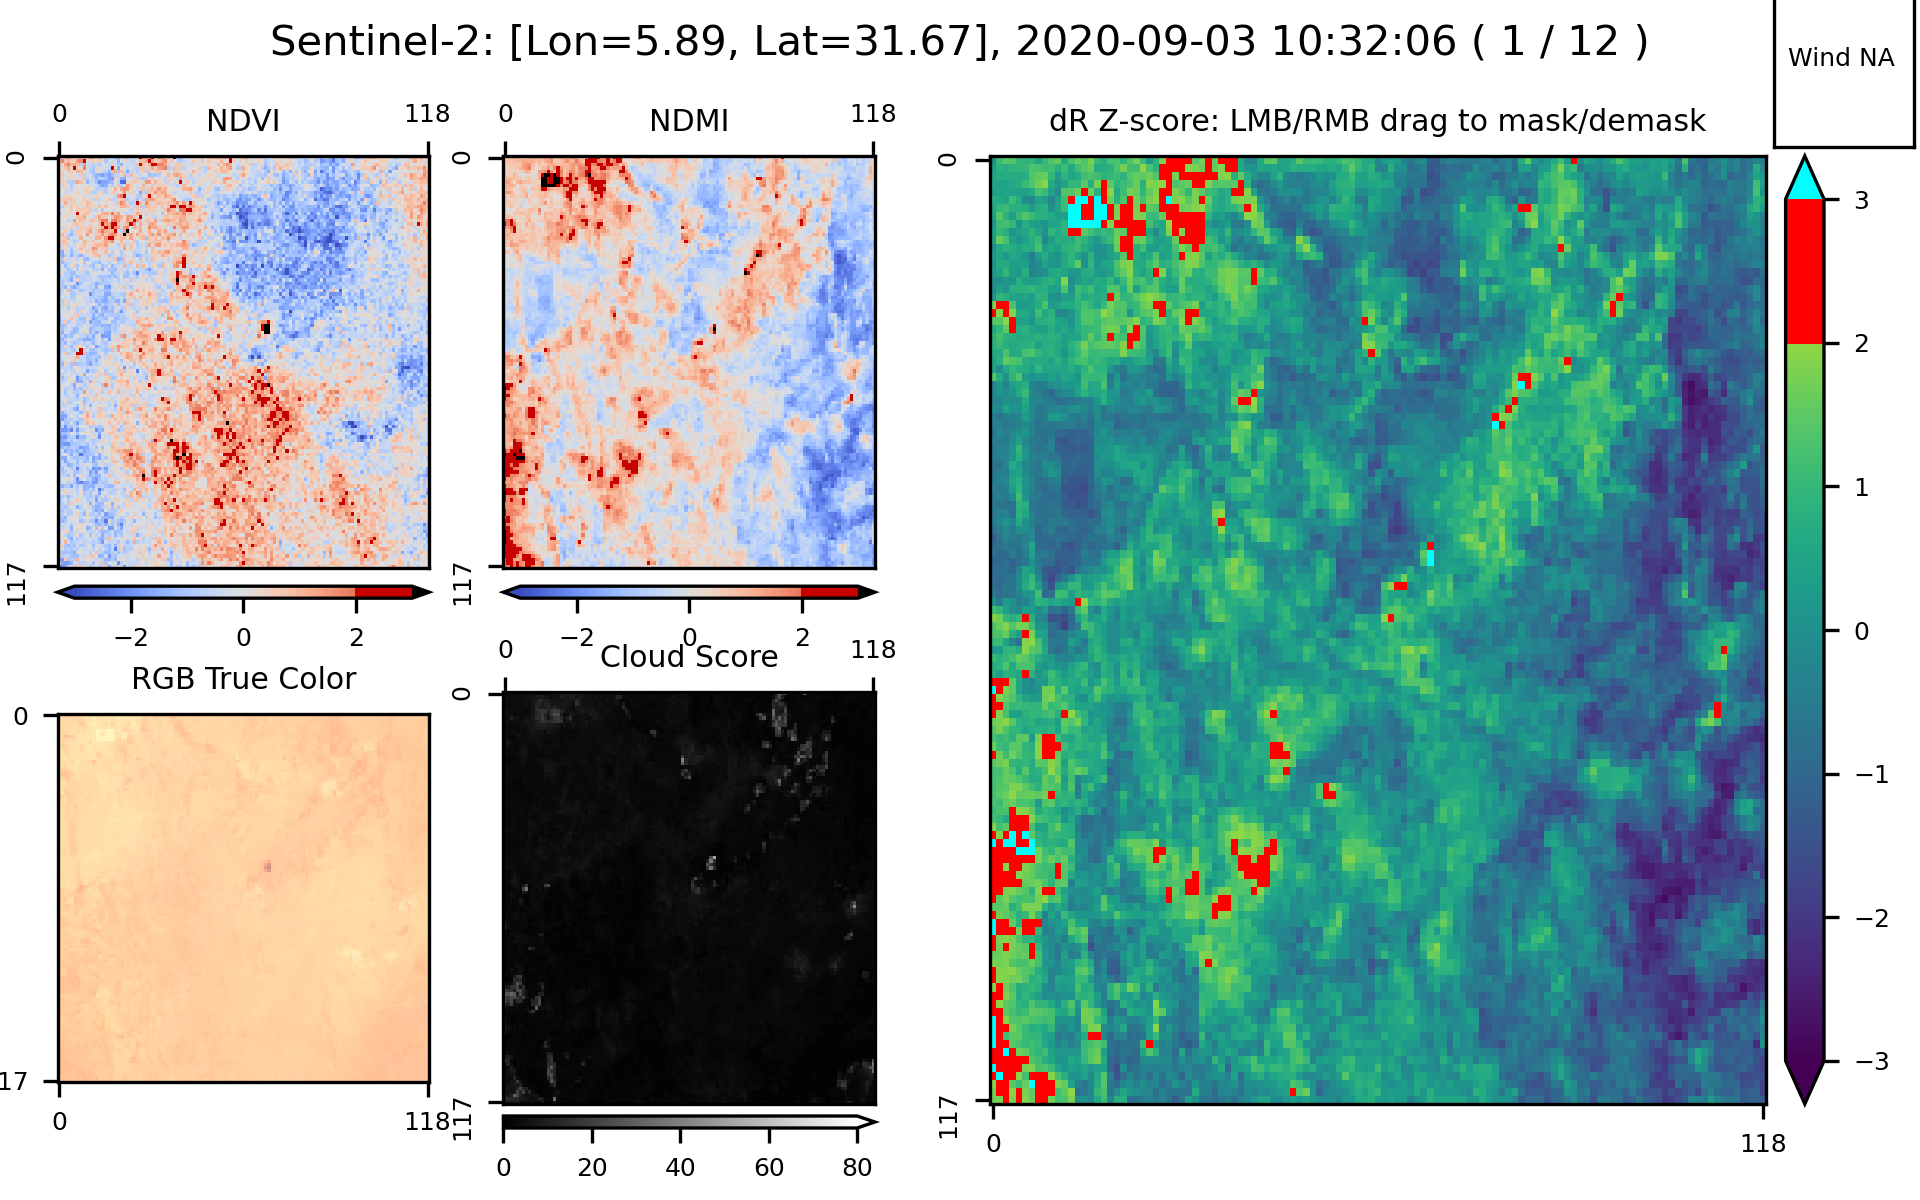 Sentinel-2: [Lon=5.89, Lat=31.67], 2020-09-03 10:32:06 ( 1 / 12 )
Wind NA
NDVI
0 118
0
117
−2 0 2
NDMI
0 118
0
117
−2 0 2
dR Z-score: LMB/RMB drag to mask/demask
0
117
0 118
3
2
1
0
−1
−2
−3
RGB True Color
0
17
0 118
Cloud Score
0 118
0
117
0 20 40 60 80